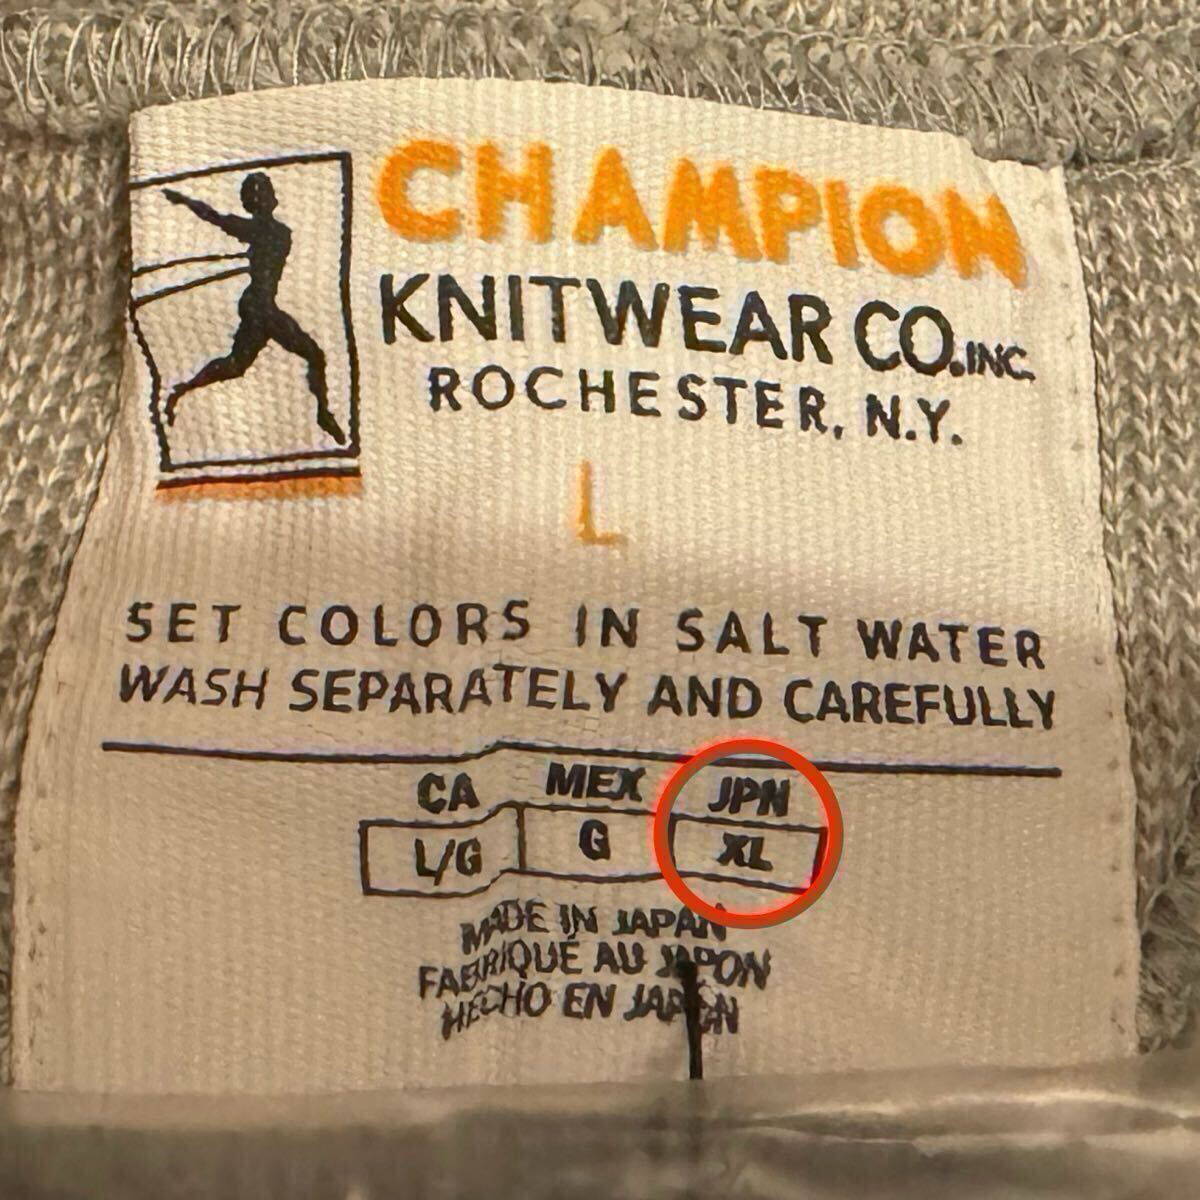 CHAMPION
KNITWEAR CO.INC.
ROCHESTER, N.Y.
L
SET COLORS IN SALT WATER
WASH SEPARATELY AND CAREFULLY
CA MEX JPN
L/G G XL
MADE IN JAPAN
FABRIQUÉ AU JAPON
HECHO EN JAPAN